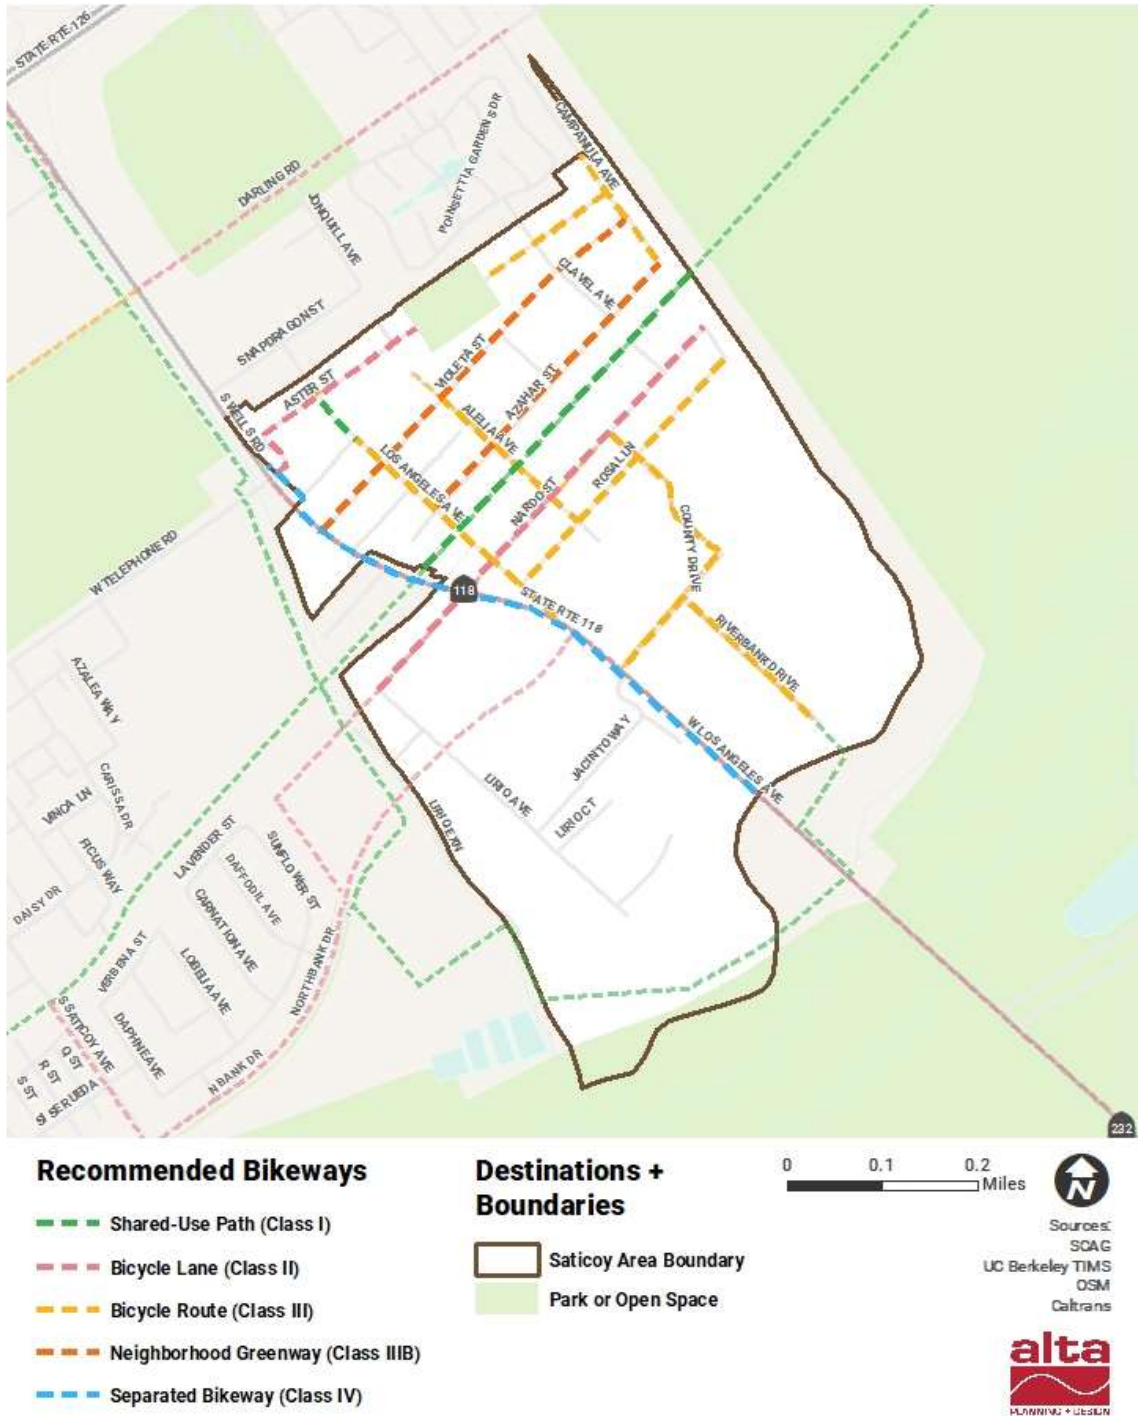 STATE RTE 126
CAMPANULA AVE
POINSETTIA GARDENS DR
DARLING RD
JONQUILL AVE
CLAVEL AVE
SNAPDRAGON ST
VIOLETA ST
ASTER ST
AZAHAR ST
S WELLS RD
ALELIA AVE
LOS ANGELES AVE
ROSAL LN
NARDO ST
COUNTY DRIVE
W TELEPHONE RD
118
STATE RTE 118
RIVERBANK DRIVE
AZALEA WAY
JACINTO WAY
W LOS ANGELES AVE
CARISSA DR
LIRIO AVE
VINCA LN
LIRIO EXN
LIRIO CT
LAVENDER ST
SUNFLOWER ST
FICUS WAY
DAFFODIL AVE
DAISY DR
CARNATION AVE
VERBENA ST
LOBELIA AVE
NORTHBANK DR
S SATICOY AVE
DAPHNE AVE
Q ST
R ST
S ST
SISERUEDA
N BANK DR
232
Recommended Bikeways
Shared-Use Path (Class I)
Bicycle Lane (Class II)
Bicycle Route (Class III)
Neighborhood Greenway (Class IIIB)
Separated Bikeway (Class IV)
Destinations +
Boundaries
Saticoy Area Boundary
Park or Open Space
0 0.1 0.2
Miles
N
Sources:
SCAG
UC Berkeley TIMS
OSM
Caltrans
alta
PLANNING + DESIGN